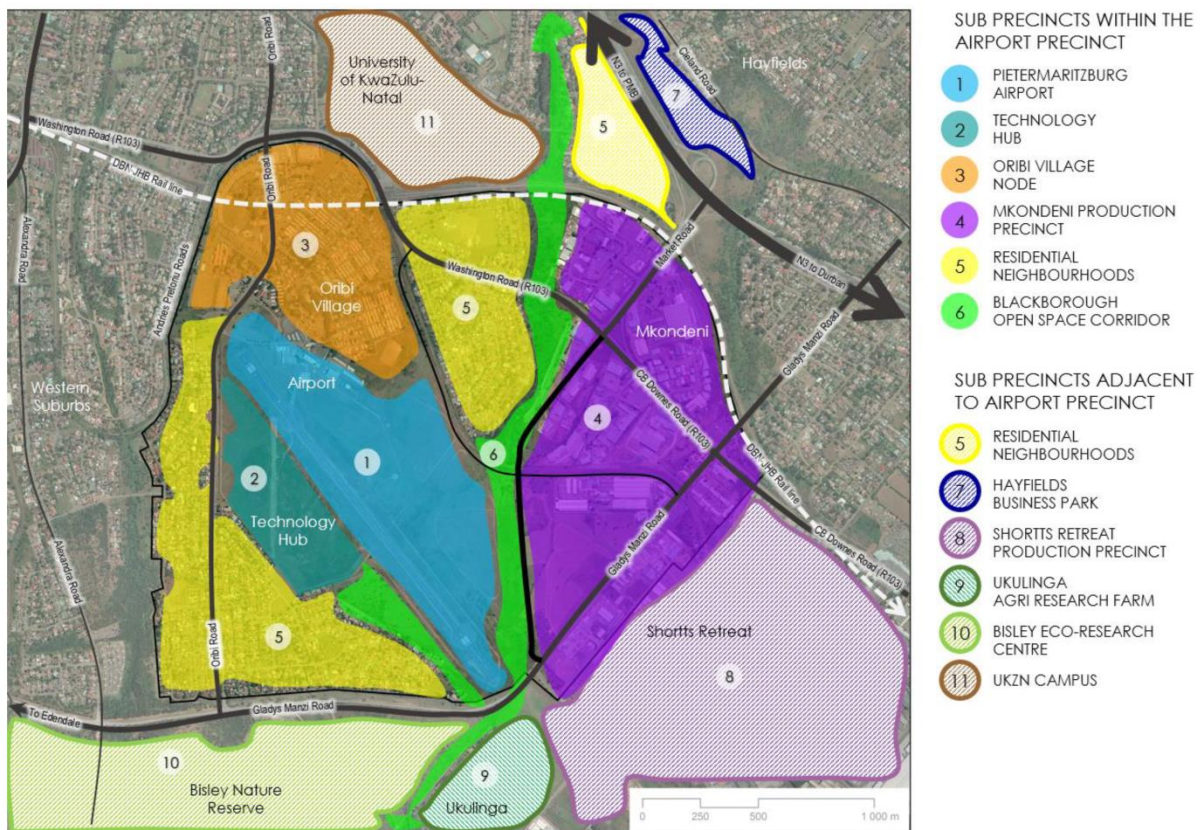 University
of KwaZulu-
Natal
11
Oribi Road
N3 to PMB
5
Cleland Road
7
Hayfields
Washington Road (R103)
DBN JHB Rail line
Oribi Road
Alexandra Road
3
Oribi
Village
5
Washington Road (R103)
Market Road
N3 to Durban
Mkondeni
Gladys Manzi Road
Western
Suburbs
Airport
1
2
Technology
Hub
6
4
CB Downes Road (R103)
DBN JHB Rail line
CB Downes Road (R103)
Gladys Manzi Road
Alexandra Road
Oribi Road
5
Shortts Retreat
8
To Edendale
Gladys Manzi Road
10
Bisley Nature
Reserve
9
Ukulinga
0 250 500 1 000 m
SUB PRECINCTS WITHIN THE
AIRPORT PRECINCT
1 PIETERMARITZBURG
AIRPORT
2 TECHNOLOGY
HUB
3 ORIBI VILLAGE
NODE
4 MKONDENI PRODUCTION
PRECINCT
5 RESIDENTIAL
NEIGHBOURHOODS
6 BLACKBOROUGH
OPEN SPACE CORRIDOR
SUB PRECINCTS ADJACENT
TO AIRPORT PRECINCT
5 RESIDENTIAL
NEIGHBOURHOODS
7 HAYFIELDS
BUSINESS PARK
8 SHORTTS RETREAT
PRODUCTION PRECINCT
9 UKULINGA
AGRI RESEARCH FARM
10 BISLEY ECO-RESEARCH
CENTRE
11 UKZN CAMPUS